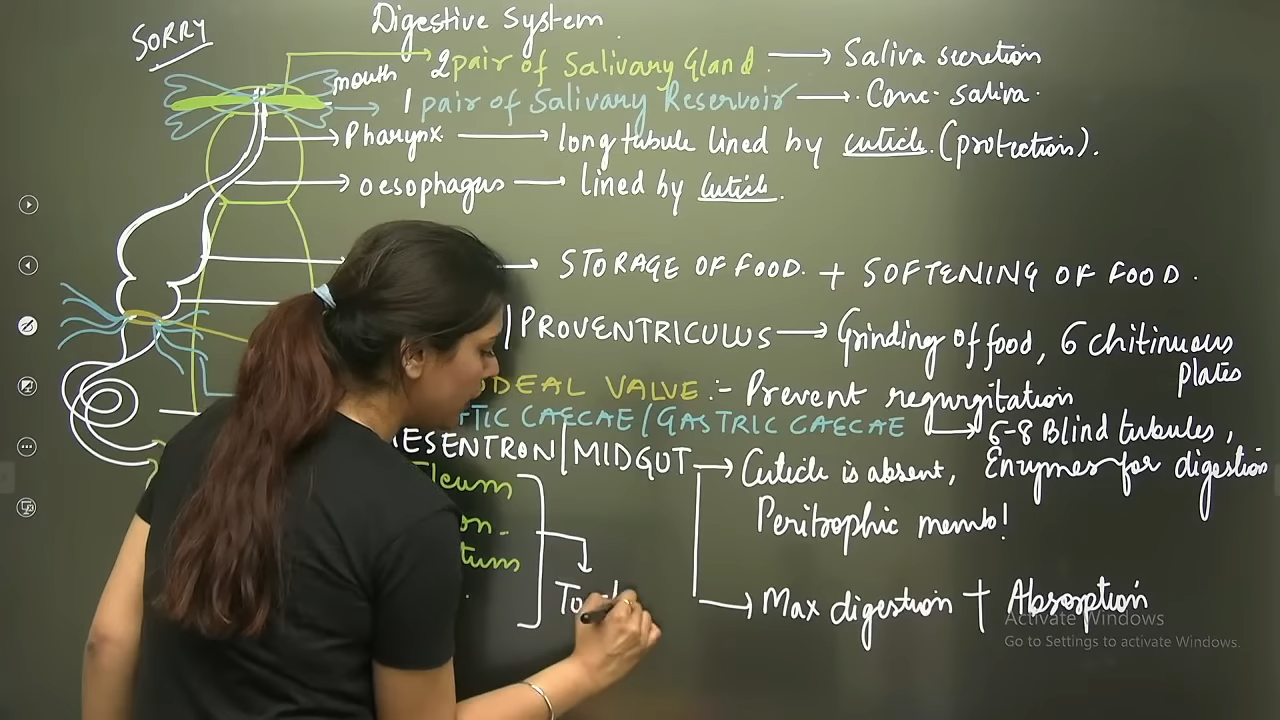 SORRY
Digestive System
mouth
2 pair of Salivary Gland → Saliva secretion
1 pair of Salivary Reservoir → Conc. saliva.
Pharynx → long tubule lined by cuticle. (protection).
oesophagus → lined by Cuticle.
→ STORAGE OF FOOD. + SOFTENING OF FOOD.
|PROVENTRICULUS → Grinding of food, 6 chitinous plates
ODEAL VALVE :- Prevent regurgitation
TIC CAECAE/GASTRIC CAECAE → 6-8 Blind tubules,
Enzymes for digestion
ESENTRON/MIDGUT → Cuticle is absent,
Peritrophic memb!
Ileum
on
tum
→ Max digestion + Absorption
Activate Windows
Go to Settings to activate Windows.